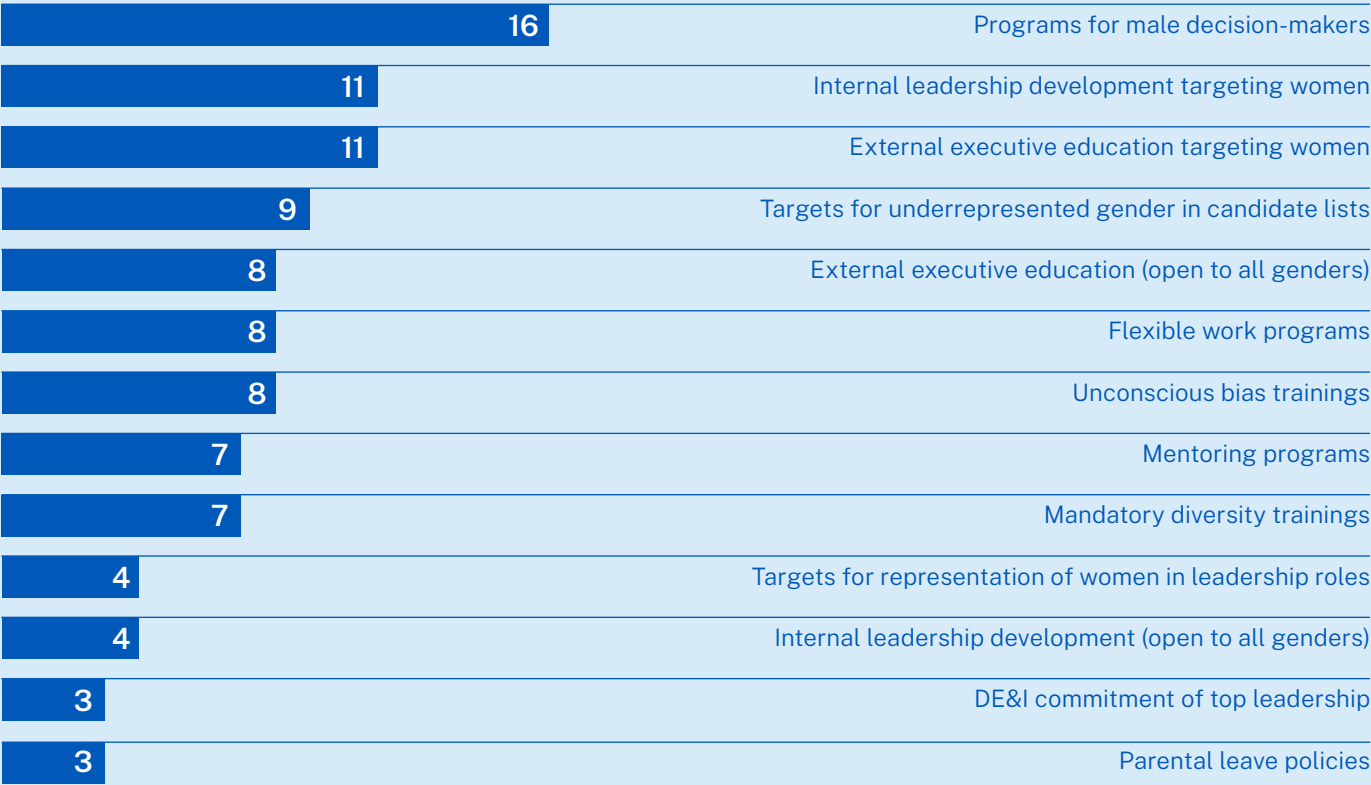 16 Programs for male decision-makers
11 Internal leadership development targeting women
11 External executive education targeting women
9 Targets for underrepresented gender in candidate lists
8 External executive education (open to all genders)
8 Flexible work programs
8 Unconscious bias trainings
7 Mentoring programs
7 Mandatory diversity trainings
4 Targets for representation of women in leadership roles
4 Internal leadership development (open to all genders)
3 DE&I commitment of top leadership
3 Parental leave policies